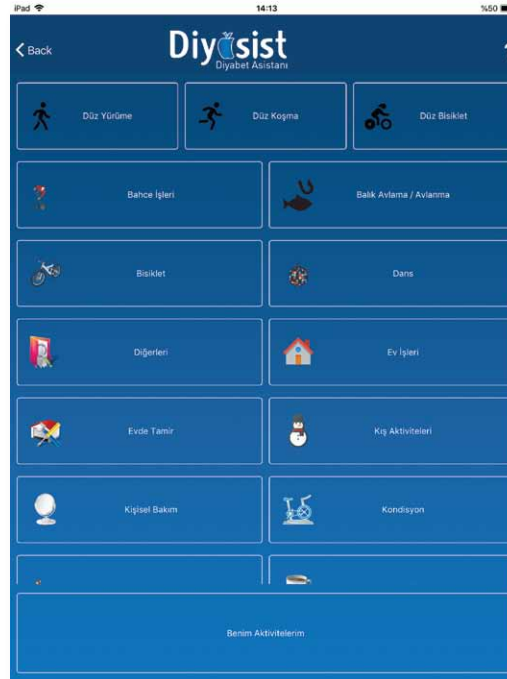 iPad
14:13
%50
Back
Diyasist
Diyabet Asistanı
Düz Yürüme
Düz Koşma
Düz Bisiklet
Bahce İşleri
Balık Avlama / Avlanma
Bisiklet
Dans
Diğerleri
Ev İşleri
Evde Tamir
Kış Aktiviteleri
Kişisel Bakım
Kondisyon
Benim Aktivitelerim